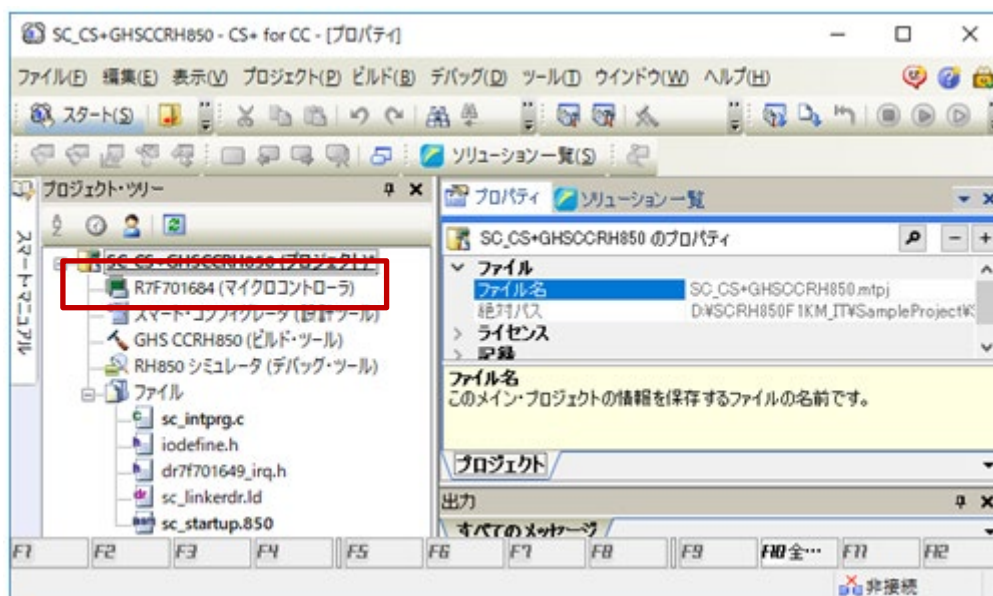 SC_CS+GHSCCRH850 - CS+ for CC - [プロパティ]
ファイル(F) 編集(E) 表示(V) プロジェクト(P) ビルド(B) デバッグ(D) ツール(T) ウインドウ(W) ヘルプ(H)
スタート(S)
ソリューション一覧(S)
スマート・マニュアル
プロジェクト・ツリー
SC_CS+GHSCCRH850 (プロジェクト)*
R7F701684 (マイクロコントローラ)
スマート・コンフィグレータ (設計ツール)
GHS CCRH850 (ビルド・ツール)
RH850 シミュレータ (デバッグ・ツール)
ファイル
sc_intprg.c
iodefine.h
dr7f701649_irq.h
sc_linkerdr.ld
sc_startup.850
プロパティ ソリューション一覧
SC_CS+GHSCCRH850 のプロパティ
ファイル
ファイル名 SC_CS+GHSCCRH850.mtpj
絶対パス D:¥SCRH850F1KM_IT¥SampleProject¥
ライセンス
記録
ファイル名
このメイン・プロジェクトの情報を保存するファイルの名前です。
プロジェクト
出力
すべてのメッセージ
F1 F2 F3 F4 F5 F6 F7 F8 F9 F10 全… F11 F12
非接続